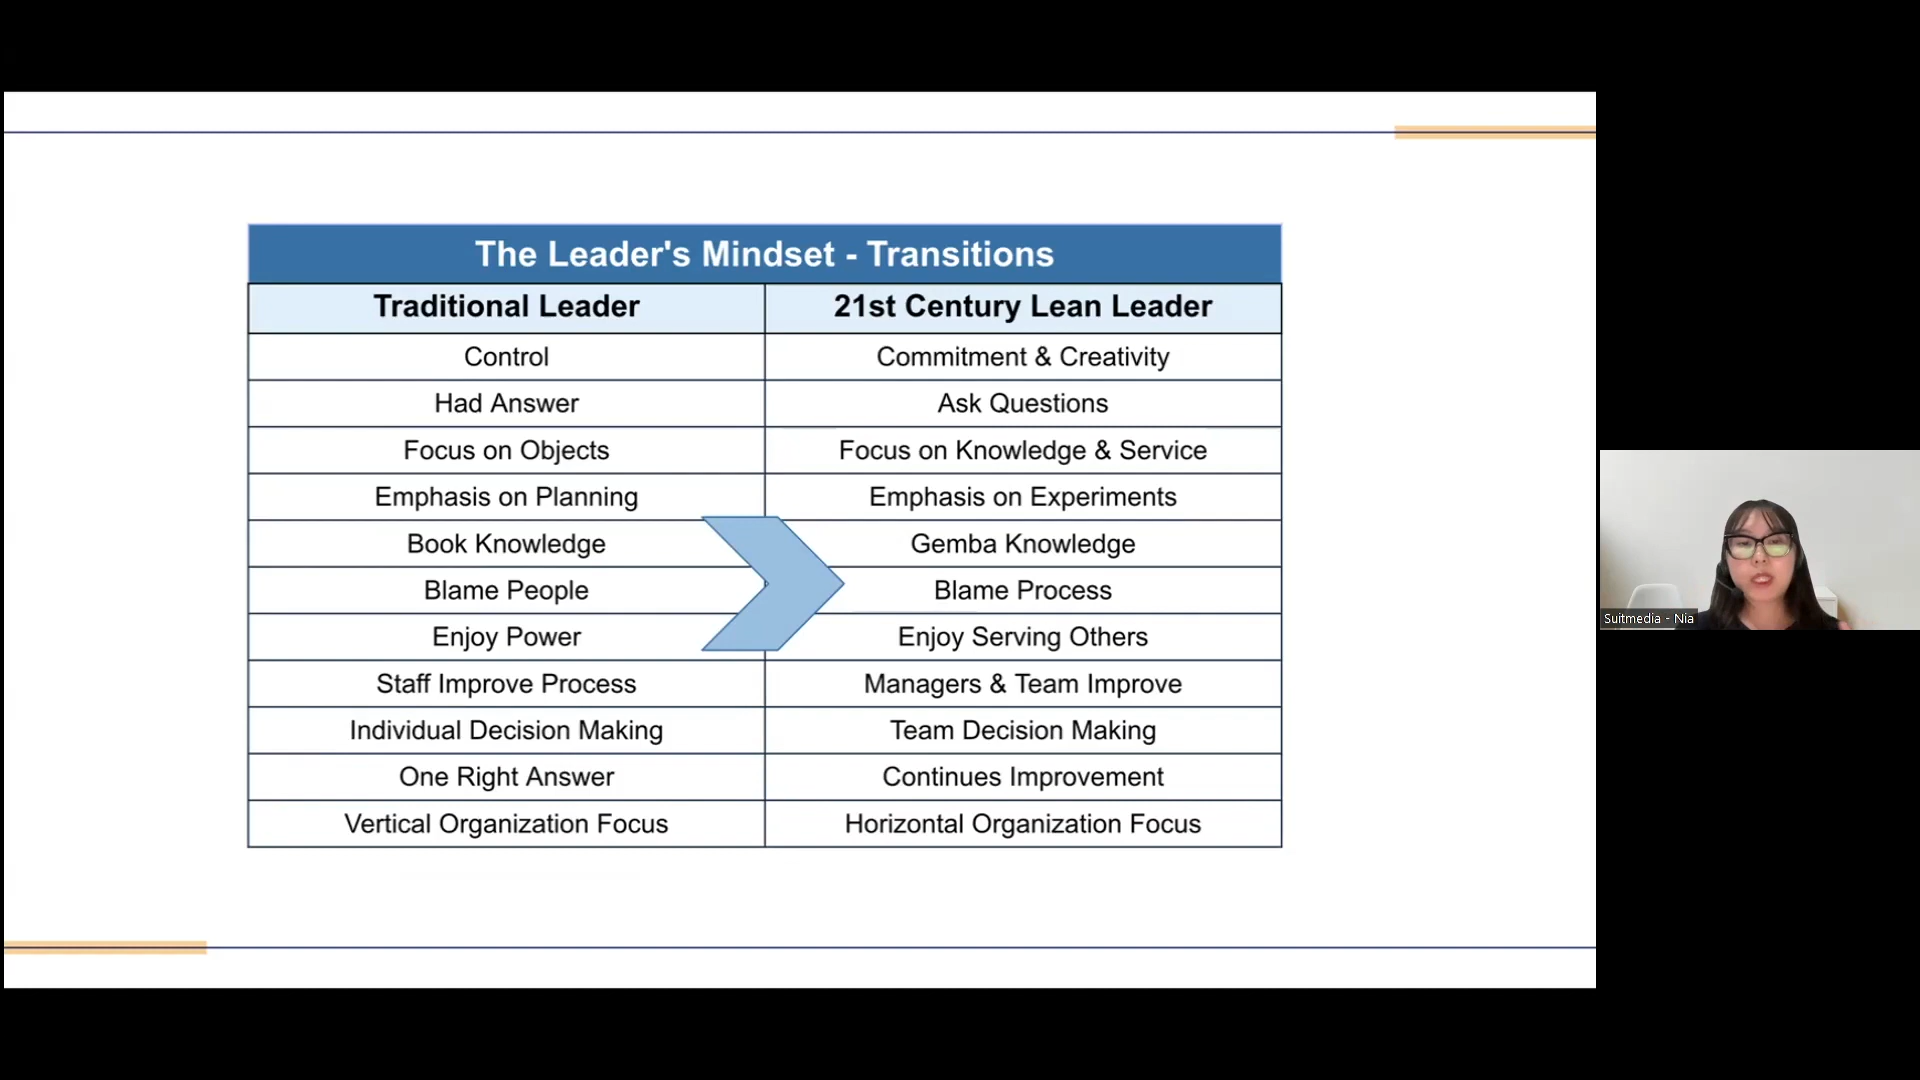 The Leader's Mindset - Transitions
Traditional Leader 21st Century Lean Leader
Control Commitment & Creativity
Had Answer Ask Questions
Focus on Objects Focus on Knowledge & Service
Emphasis on Planning Emphasis on Experiments
Book Knowledge Gemba Knowledge
Blame People Blame Process
Enjoy Power Enjoy Serving Others
Staff Improve Process Managers & Team Improve
Individual Decision Making Team Decision Making
One Right Answer Continues Improvement
Vertical Organization Focus Horizontal Organization Focus
Suitmedia - Nia